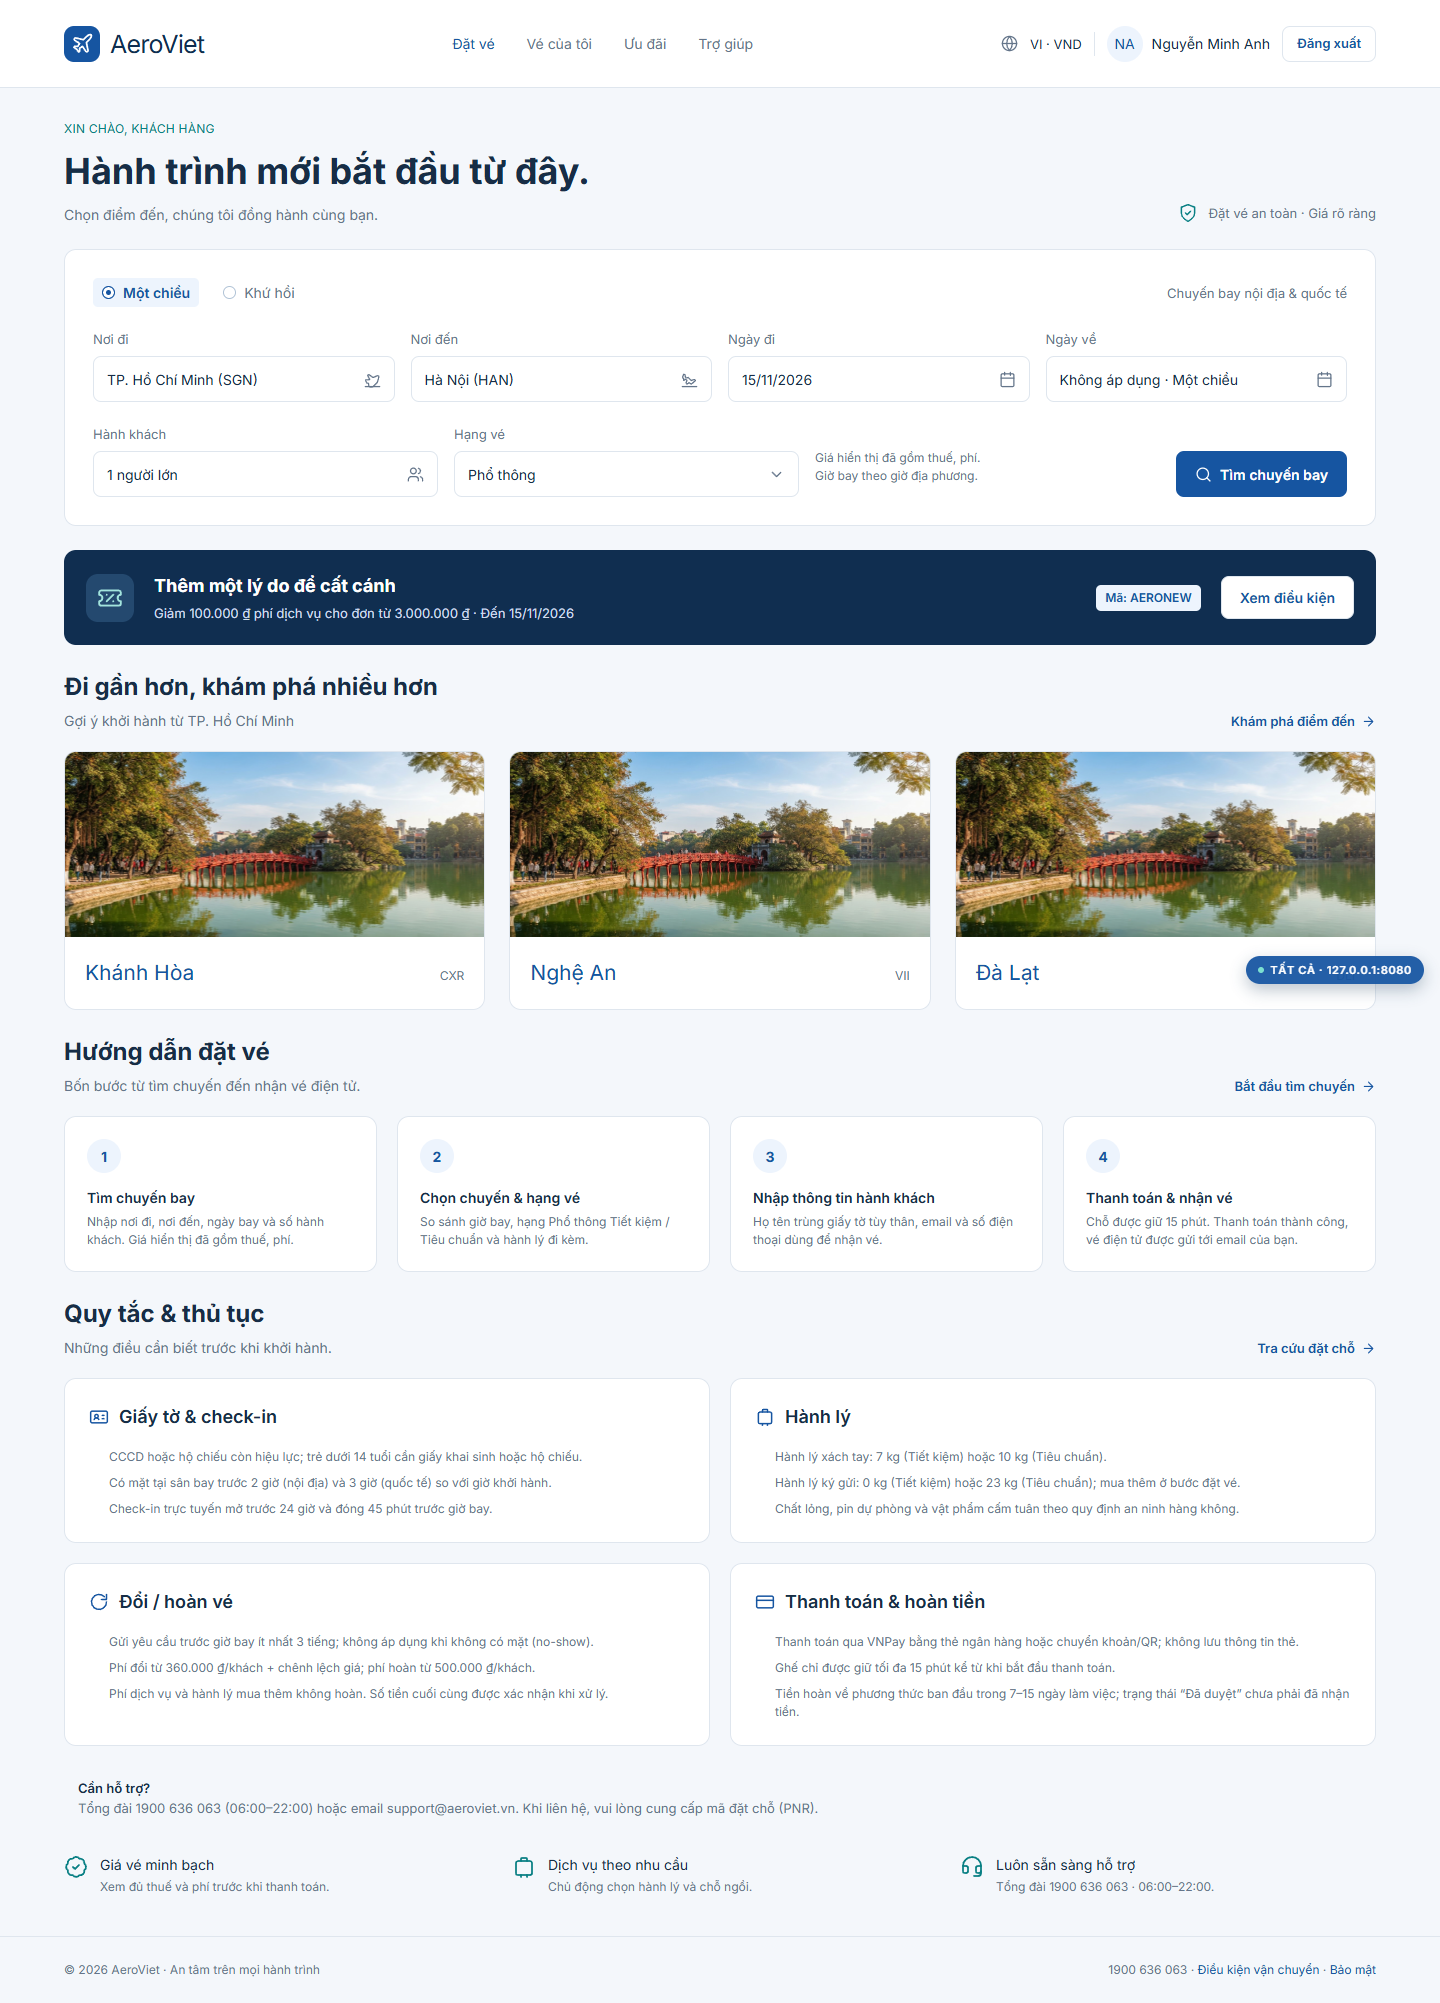 AeroViet
Đặt vé
Vé của tôi
Ưu đãi
Trợ giúp
VI · VND
NA
Nguyễn Minh Anh
Đăng xuất
XIN CHÀO, KHÁCH HÀNG
Hành trình mới bắt đầu từ đây.
Chọn điểm đến, chúng tôi đồng hành cùng bạn.
Đặt vé an toàn · Giá rõ ràng
Một chiều
Khứ hồi
Chuyến bay nội địa & quốc tế
Nơi đi
Nơi đến
Ngày đi
Ngày về
TP. Hồ Chí Minh (SGN)
Hà Nội (HAN)
15/11/2026
Không áp dụng · Một chiều
Hành khách
Hạng vé
1 người lớn
Phổ thông
Giá hiển thị đã gồm thuế, phí.
Giờ bay theo giờ địa phương.
Tìm chuyến bay
Thêm một lý do để cất cánh
Giảm 100.000 ₫ phí dịch vụ cho đơn từ 3.000.000 ₫ · Đến 15/11/2026
Mã: AERONEW
Xem điều kiện
Đi gần hơn, khám phá nhiều hơn
Gợi ý khởi hành từ TP. Hồ Chí Minh
Khám phá điểm đến
Khánh Hòa
CXR
Nghệ An
VII
Đà Lạt
TẤT CẢ · 127.0.0.1:8080
Hướng dẫn đặt vé
Bốn bước từ tìm chuyến đến nhận vé điện tử.
Bắt đầu tìm chuyến
1
Tìm chuyến bay
Nhập nơi đi, nơi đến, ngày bay và số hành
khách. Giá hiển thị đã gồm thuế, phí.
2
Chọn chuyến & hạng vé
So sánh giờ bay, hạng Phổ thông Tiết kiệm /
Tiêu chuẩn và hành lý đi kèm.
3
Nhập thông tin hành khách
Họ tên trùng giấy tờ tùy thân, email và số điện
thoại dùng để nhận vé.
4
Thanh toán & nhận vé
Chỗ được giữ 15 phút. Thanh toán thành công,
vé điện tử được gửi tới email của bạn.
Quy tắc & thủ tục
Những điều cần biết trước khi khởi hành.
Tra cứu đặt chỗ
Giấy tờ & check-in
CCCD hoặc hộ chiếu còn hiệu lực; trẻ dưới 14 tuổi cần giấy khai sinh hoặc hộ chiếu.
Có mặt tại sân bay trước 2 giờ (nội địa) và 3 giờ (quốc tế) so với giờ khởi hành.
Check-in trực tuyến mở trước 24 giờ và đóng 45 phút trước giờ bay.
Hành lý
Hành lý xách tay: 7 kg (Tiết kiệm) hoặc 10 kg (Tiêu chuẩn).
Hành lý ký gửi: 0 kg (Tiết kiệm) hoặc 23 kg (Tiêu chuẩn); mua thêm ở bước đặt vé.
Chất lỏng, pin dự phòng và vật phẩm cấm tuân theo quy định an ninh hàng không.
Đổi / hoàn vé
Gửi yêu cầu trước giờ bay ít nhất 3 tiếng; không áp dụng khi không có mặt (no-show).
Phí đổi từ 360.000 ₫/khách + chênh lệch giá; phí hoàn từ 500.000 ₫/khách.
Phí dịch vụ và hành lý mua thêm không hoàn. Số tiền cuối cùng được xác nhận khi xử lý.
Thanh toán & hoàn tiền
Thanh toán qua VNPay bằng thẻ ngân hàng hoặc chuyển khoản/QR; không lưu thông tin thẻ.
Ghế chỉ được giữ tối đa 15 phút kể từ khi bắt đầu thanh toán.
Tiền hoàn về phương thức ban đầu trong 7–15 ngày làm việc; trạng thái “Đã duyệt” chưa phải đã nhận
tiền.
Cần hỗ trợ?
Tổng đài 1900 636 063 (06:00–22:00) hoặc email support@aeroviet.vn. Khi liên hệ, vui lòng cung cấp mã đặt chỗ (PNR).
Giá vé minh bạch
Xem đủ thuế và phí trước khi thanh toán.
Dịch vụ theo nhu cầu
Chủ động chọn hành lý và chỗ ngồi.
Luôn sẵn sàng hỗ trợ
Tổng đài 1900 636 063 · 06:00–22:00.
© 2026 AeroViet · An tâm trên mọi hành trình
1900 636 063 · Điều kiện vận chuyển · Bảo mật